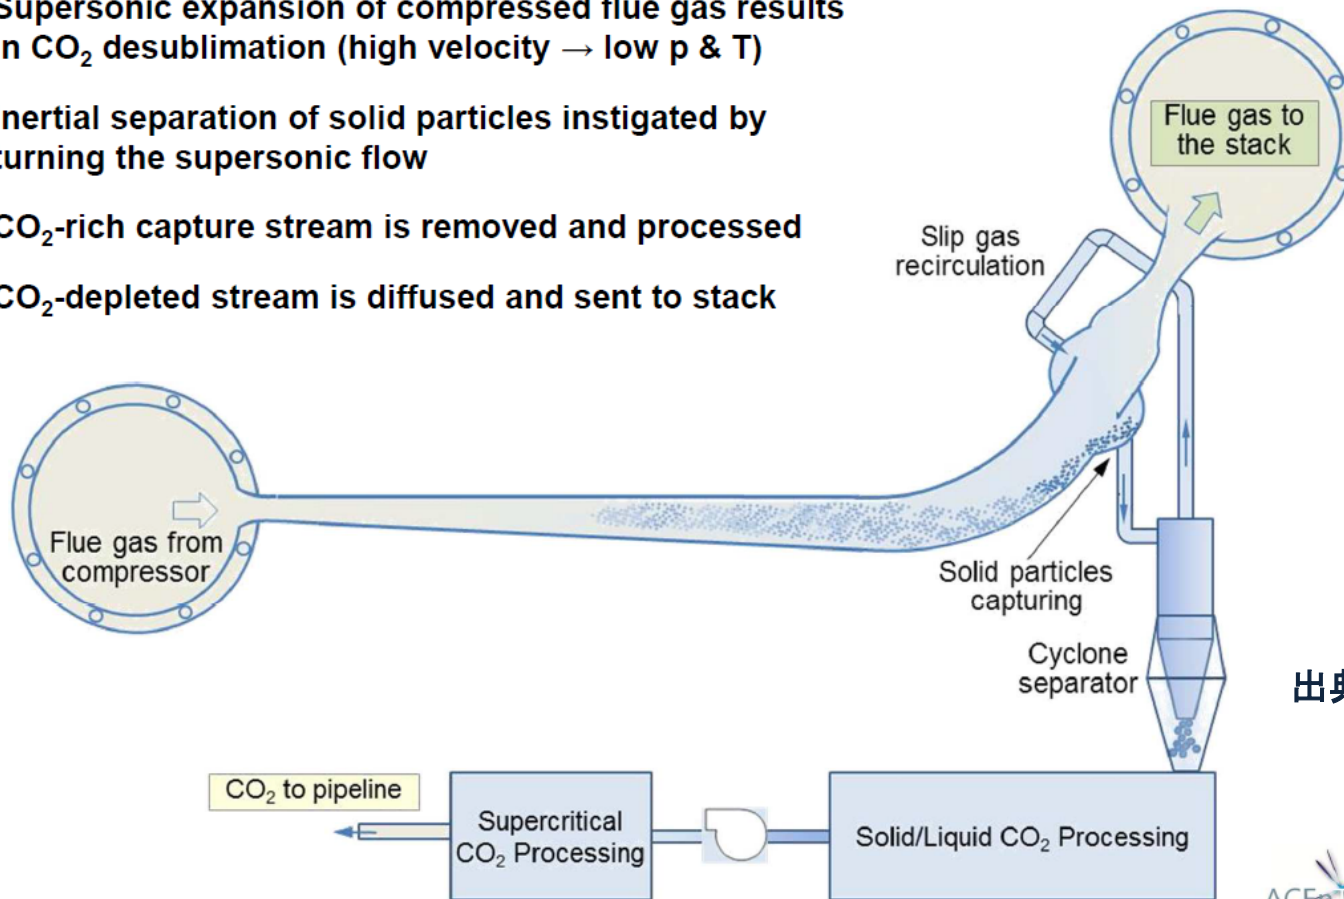 Supersonic expansion of compressed flue gas results
n CO₂ desublimation (high velocity → low p & T)
nertial separation of solid particles instigated by
turning the supersonic flow
CO₂-rich capture stream is removed and processed
CO₂-depleted stream is diffused and sent to stack
Flue gas to
the stack
Slip gas
recirculation
Flue gas from
compressor
Solid particles
capturing
Cyclone
separator
出典
CO₂ to pipeline
Supercritical
CO₂ Processing
Solid/Liquid CO₂ Processing